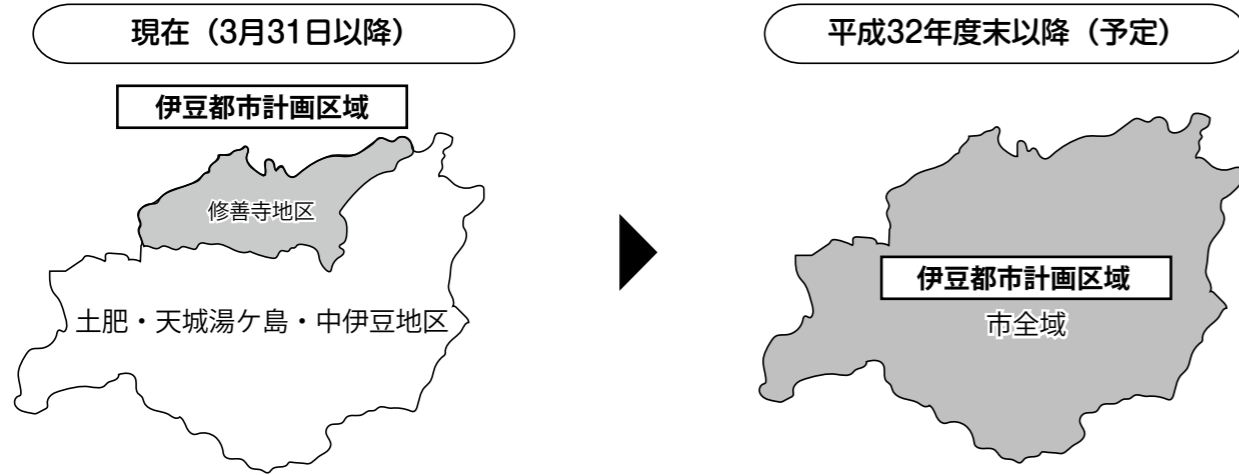 現在（3月31日以降）
伊豆都市計画区域
修善寺地区
土肥・天城湯ケ島・中伊豆地区
平成32年度末以降（予定）
伊豆都市計画区域
市全域